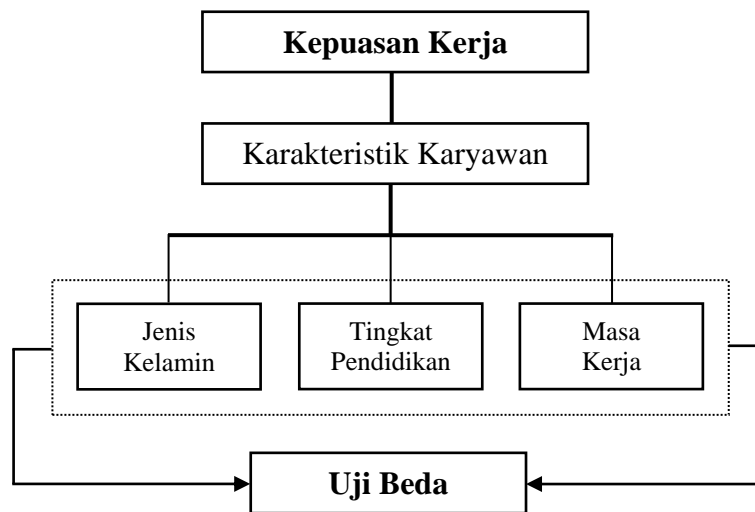 Kepuasan Kerja
Karakteristik Karyawan
Jenis
Kelamin
Tingkat
Pendidikan
Masa
Kerja
Uji Beda